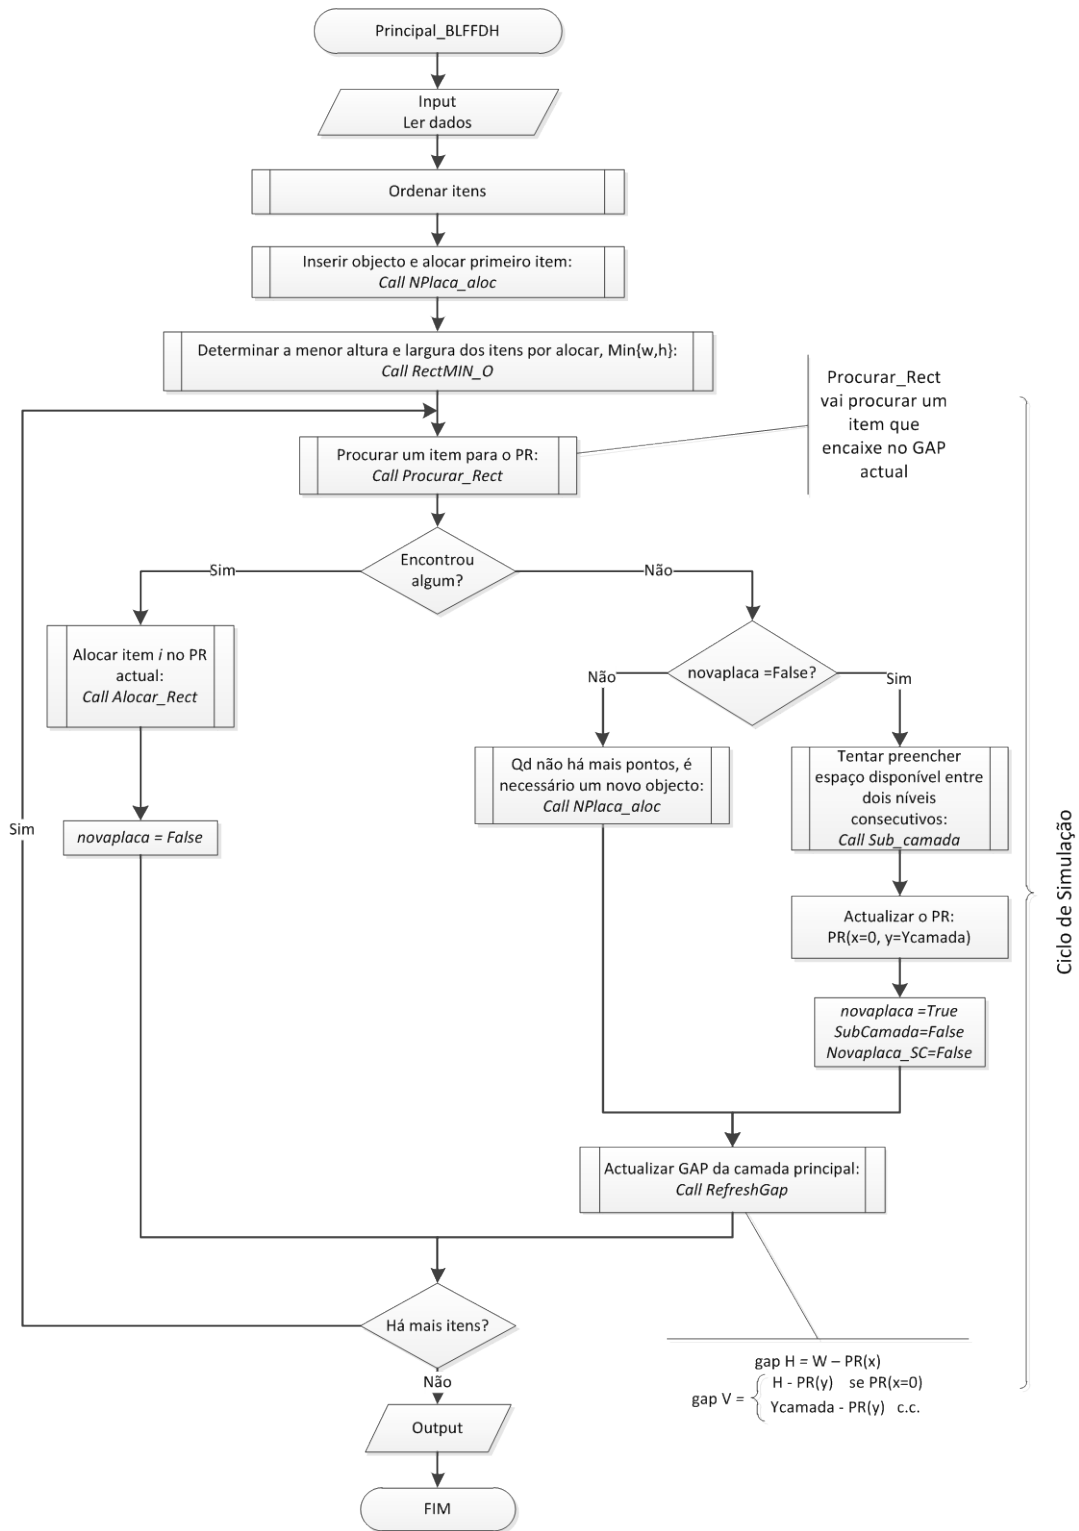 Principal_BLFFDH
Input
Ler dados
Ordenar itens
Inserir objecto e alocar primeiro item:
Call NPlaca_aloc
Determinar a menor altura e largura dos itens por alocar, Min{w,h}:
Call RectMIN_O
Procurar_Rect
vai procurar um
item que
encaixe no GAP
actual
Procurar um item para o PR:
Call Procurar_Rect
Encontrou
algum?
Sim
Não
Alocar item i no PR
actual:
Call Alocar_Rect
novaplaca =False?
Não
Sim
Qd não há mais pontos, é
necessário um novo objecto:
Call NPlaca_aloc
Tentar preencher
espaço disponível entre
dois níveis
consecutivos:
Call Sub_camada
novaplaca = False
Sim
Actualizar o PR:
PR(x=0, y=Ycamada)
novaplaca =True
SubCamada=False
Novaplaca_SC=False
Ciclo de Simulação
Actualizar GAP da camada principal:
Call RefreshGap
Há mais itens?
Não
gap H = W – PR(x)
gap V = { H - PR(y) se PR(x=0)
Ycamada - PR(y) c.c.
Output
FIM